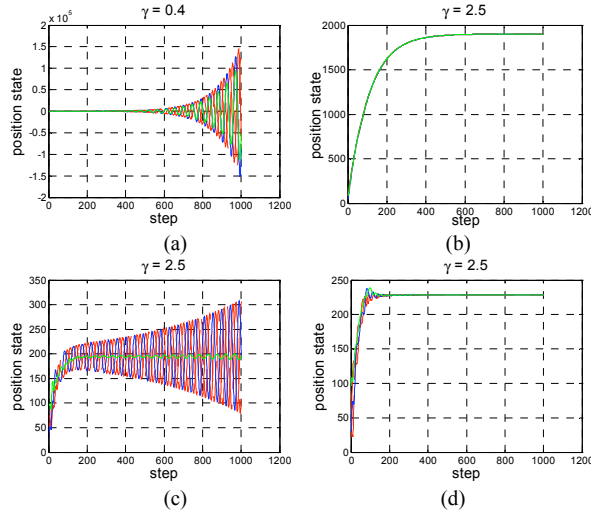 γ = 0.4
x 10^5
2
1.5
1
0.5
0
-0.5
-1
-1.5
-2
position state
0 200 400 600 800 1000 1200
step
(a)
γ = 2.5
2000
1500
1000
500
0
position state
0 200 400 600 800 1000 1200
step
(b)
γ = 2.5
350
300
250
200
150
100
50
0
position state
0 200 400 600 800 1000 1200
step
(c)
γ = 2.5
250
200
150
100
50
0
position state
0 200 400 600 800 1000 1200
step
(d)